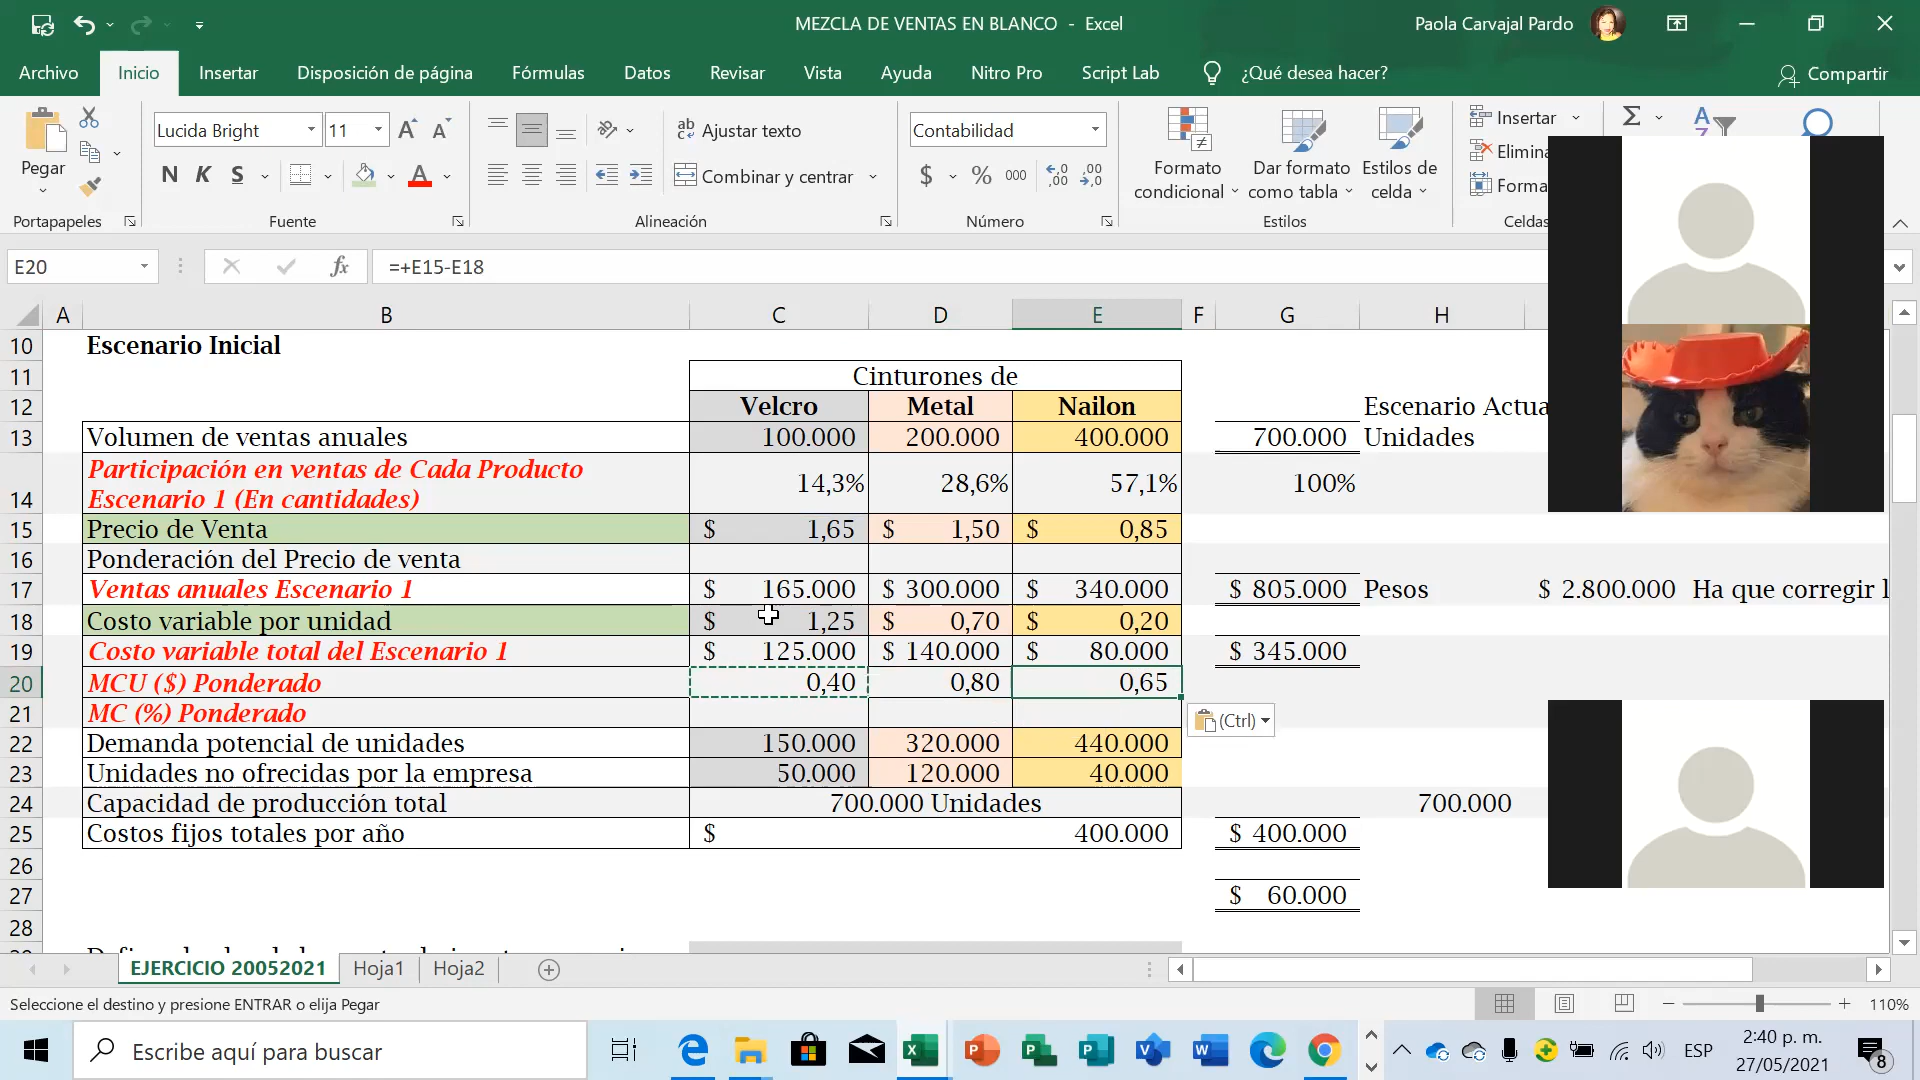 MEZCLA DE VENTAS EN BLANCO - Excel
Paola Carvajal Pardo
Archivo Inicio Insertar Disposición de página Fórmulas Datos Revisar Vista Ayuda Nitro Pro Script Lab ¿Qué desea hacer? Compartir
Pegar
Portapapeles
Lucida Bright 11
N K S
Fuente
Ajustar texto
Combinar y centrar
Alineación
Contabilidad
$ % 000
Número
Formato condicional
Dar formato como tabla
Estilos de celda
Estilos
Insertar
Elimina
Forma
Celdas
E20 fx =+E15-E18
A B C D E F G H
10 Escenario Inicial
11 Cinturones de
12 Velcro Metal Nailon Escenario Actua
13 Volumen de ventas anuales 100.000 200.000 400.000 700.000 Unidades
Participación en ventas de Cada Producto
14 Escenario 1 (En cantidades) 14,3% 28,6% 57,1% 100%
15 Precio de Venta $ 1,65 $ 1,50 $ 0,85
16 Ponderación del Precio de venta
17 Ventas anuales Escenario 1 $ 165.000 $ 300.000 $ 340.000 $ 805.000 Pesos $ 2.800.000 Ha que corregir l
18 Costo variable por unidad $ 1,25 $ 0,70 $ 0,20
19 Costo variable total del Escenario 1 $ 125.000 $ 140.000 $ 80.000 $ 345.000
20 MCU ($) Ponderado 0,40 0,80 0,65
21 MC (%) Ponderado
(Ctrl)
22 Demanda potencial de unidades 150.000 320.000 440.000
23 Unidades no ofrecidas por la empresa 50.000 120.000 40.000
24 Capacidad de producción total 700.000 Unidades 700.000
25 Costos fijos totales por año $ 400.000 $ 400.000
26
27 $ 60.000
28
EJERCICIO 20052021 Hoja1 Hoja2
Seleccione el destino y presione ENTRAR o elija Pegar
110%
Escribe aquí para buscar
ESP
2:40 p. m.
27/05/2021
8